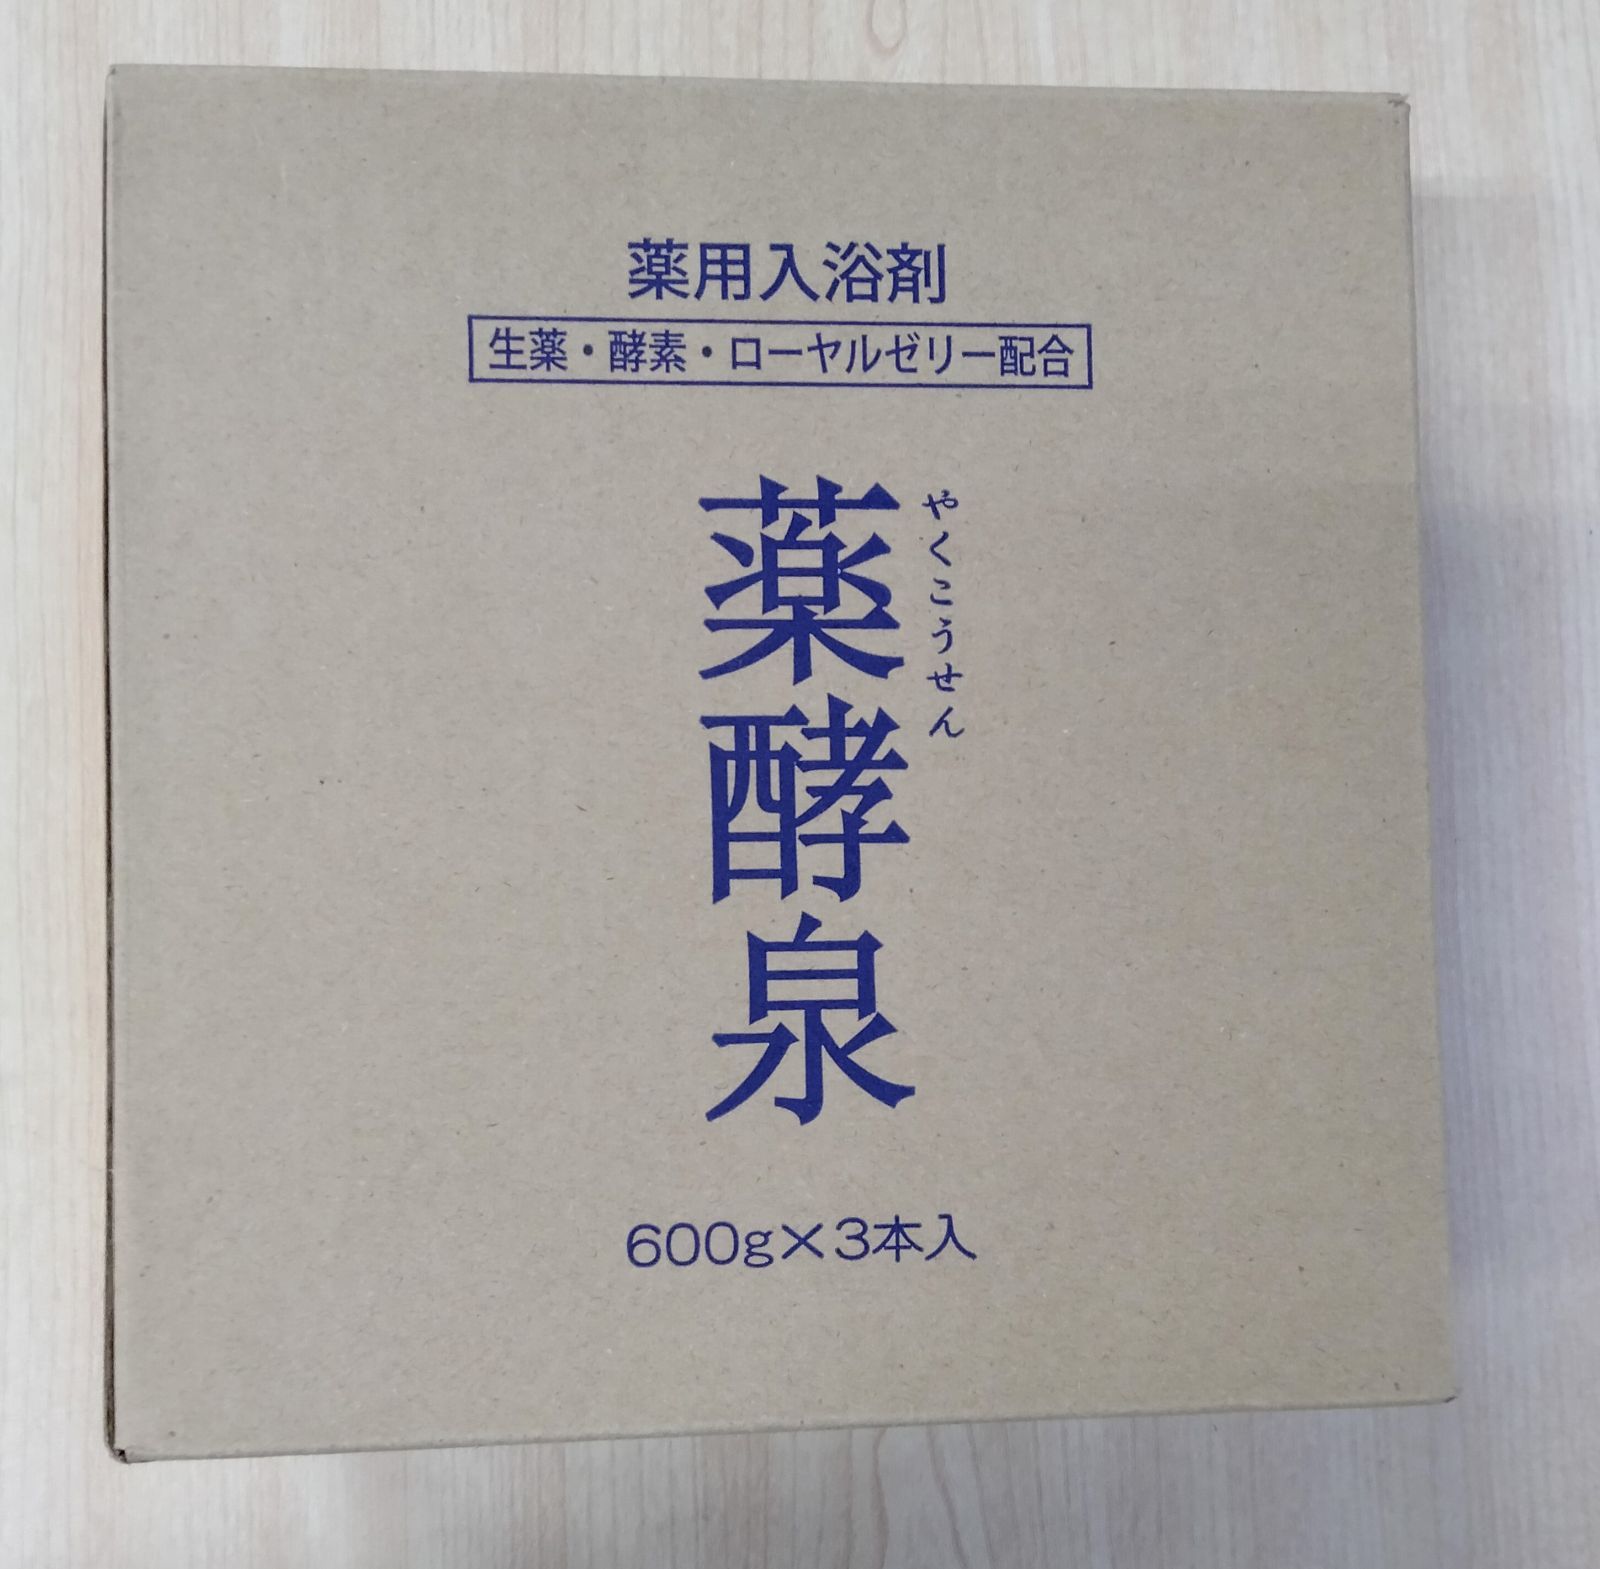 薬用入浴剤
生薬・酵素・ローヤルゼリー配合
やくこうせん
薬酵泉
600g×3本入